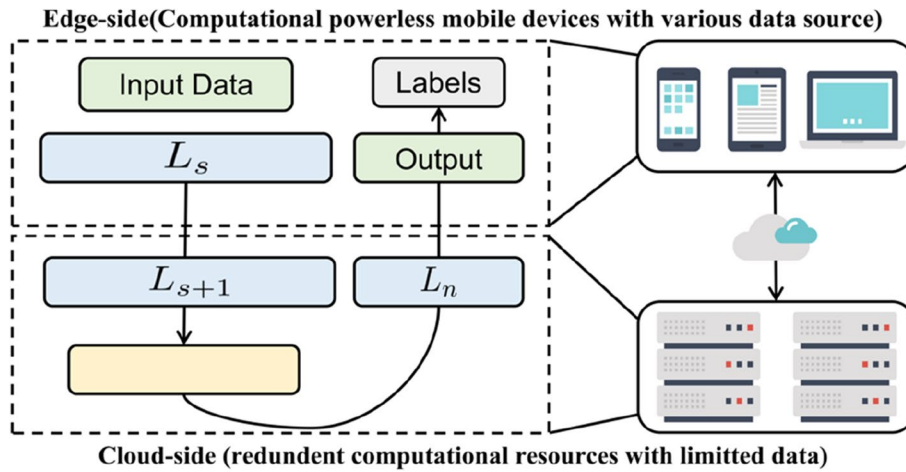 Edge-side(Computational powerless mobile devices with various data source)
Input Data
Labels
L_s
Output
L_{s+1}
L_n
Cloud-side (redundent computational resources with limitted data)